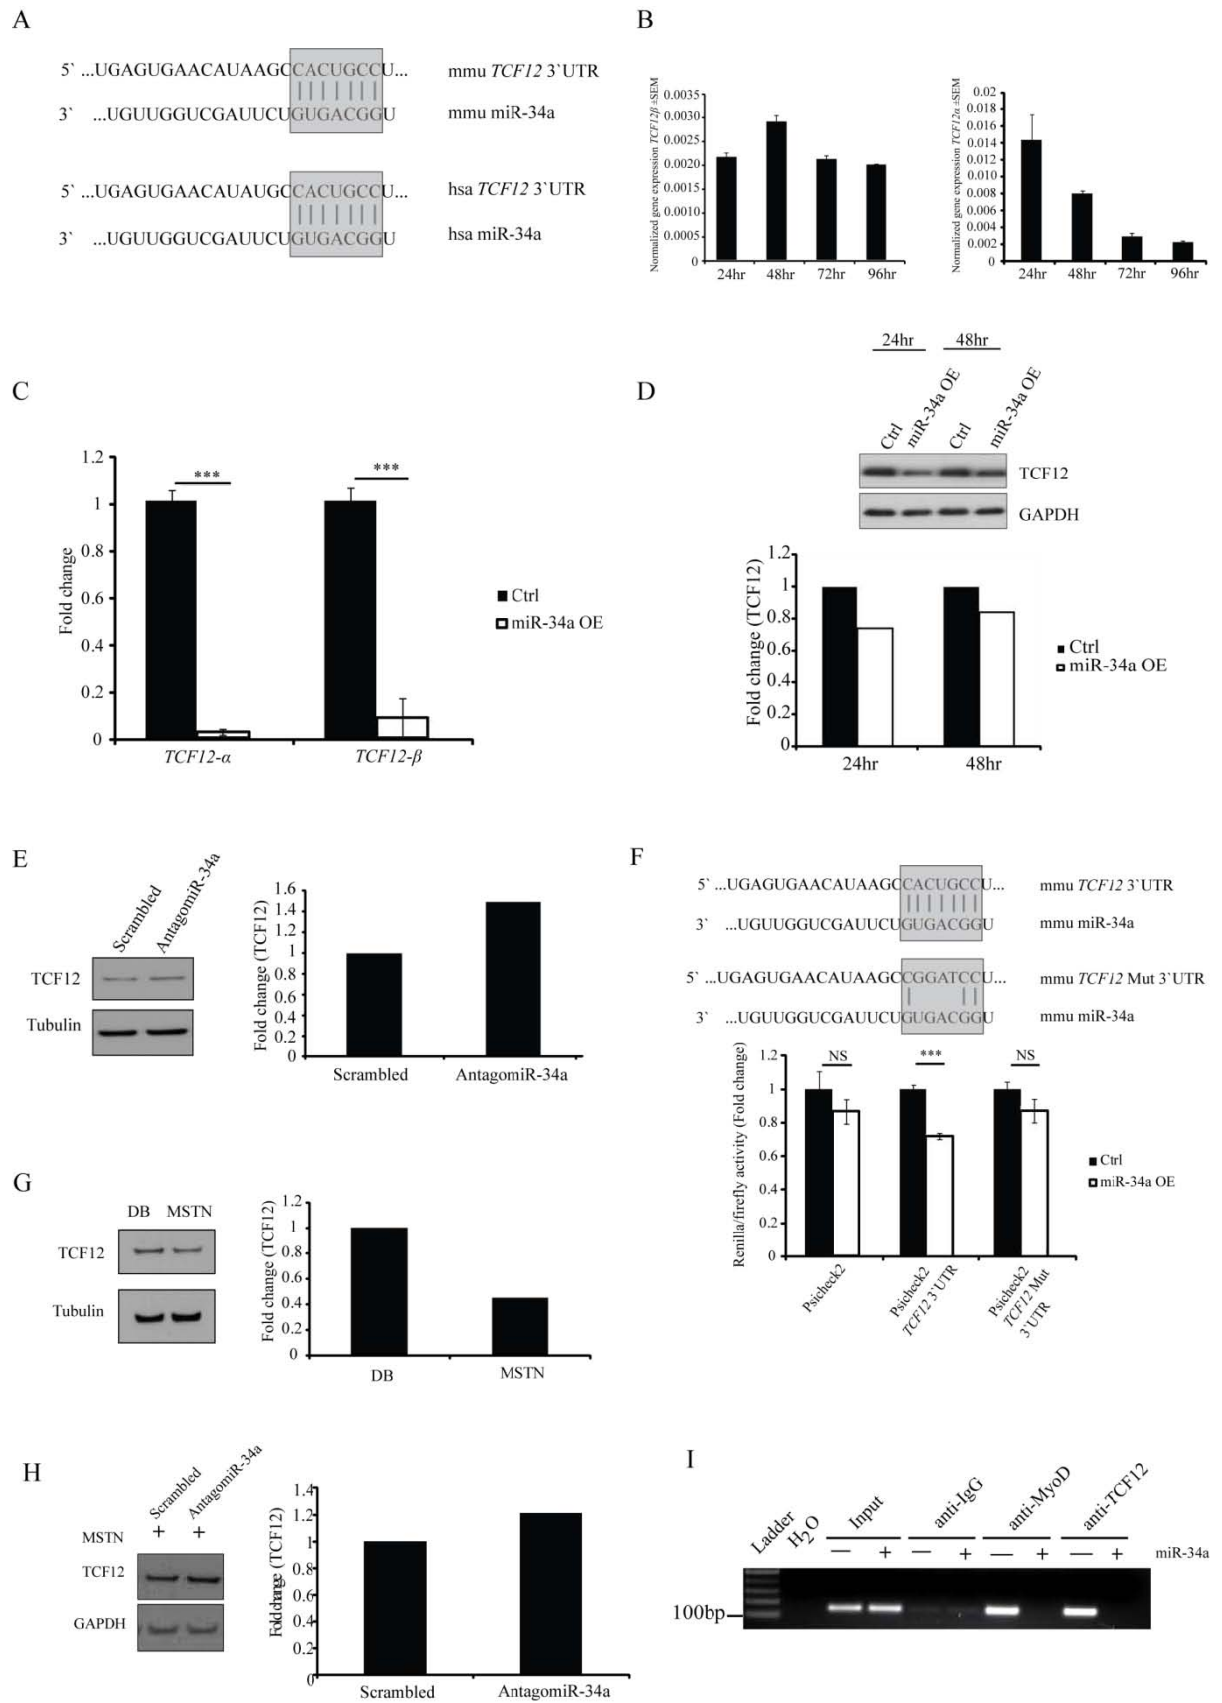 A
5` ...UGAGUGAACAUAAGCCACUGCCU... mmu TCF12 3`UTR
3` ...UGUUGGUCGAUUCUGUGACGGU mmu miR-34a
5` ...UGAGUGAACAUAUGCCACUGCCU... hsa TCF12 3`UTR
3` ...UGUUGGUCGAUUCUGUGACGGU hsa miR-34a
B
Normalized gene expression TCF12β ±SEM
0.0035
0.0030
0.0025
0.0020
0.0015
0.0010
0.0005
0
24hr 48hr 72hr 96hr
Normalized gene expression TCF12α ±SEM
0.02
0.018
0.016
0.014
0.012
0.010
0.008
0.006
0.004
0.002
0
24hr 48hr 72hr 96hr
C
Fold change
1.2
1
0.8
0.6
0.4
0.2
0
***
***
TCF12-α TCF12-β
Ctrl
miR-34a OE
D
24hr 48hr
Ctrl miR-34a OE Ctrl miR-34a OE
TCF12
GAPDH
Fold change (TCF12)
1.2
1
0.8
0.6
0.4
0.2
0
24hr 48hr
Ctrl
miR-34a OE
E
Scrambled AntagomiR-34a
TCF12
Tubulin
Fold change (TCF12)
1.6
1.4
1.2
1
0.8
0.6
0.4
0.2
0
Scrambled AntagomiR-34a
F
5` ...UGAGUGAACAUAAGCCACUGCCU... mmu TCF12 3`UTR
3` ...UGUUGGUCGAUUCUGUGACGGU mmu miR-34a
5` ...UGAGUGAACAUAAGCCGGATCCU... mmu TCF12 Mut 3`UTR
3` ...UGUUGGUCGAUUCUGUGACGGU mmu miR-34a
Renilla/firefly activity (Fold change)
1.2
1
0.8
0.6
0.4
0.2
0
NS *** NS
Psicheck2
Psicheck2
TCF12 3`UTR
Psicheck2
TCF12 Mut
3`UTR
Ctrl
miR-34a OE
G
DB MSTN
TCF12
Tubulin
Fold change (TCF12)
1.2
1
0.8
0.6
0.4
0.2
0
DB MSTN
H
Scrambled AntagomiR-34a
MSTN + +
TCF12
GAPDH
Fold change (TCF12)
1.4
1.2
1
0.8
0.6
0.4
0.2
0
Scrambled AntagomiR-34a
I
Ladder H2O Input anti-IgG anti-MyoD anti-TCF12
— + — + — + — + miR-34a
100bp